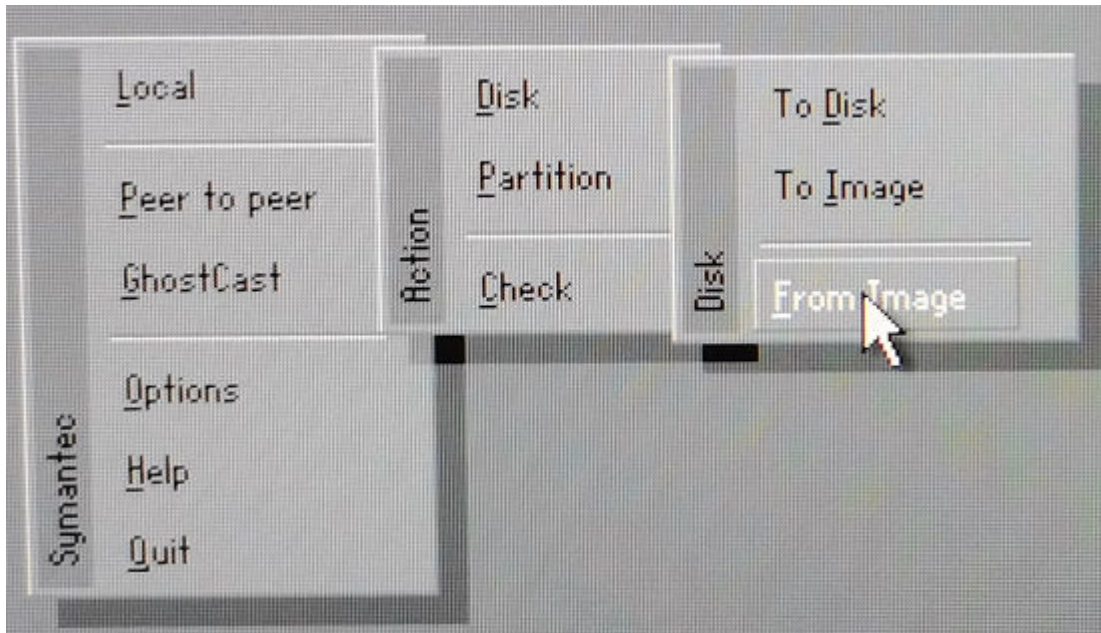 Symantec
Local
Peer to peer
GhostCast
Options
Help
Quit
Action
Disk
Partition
Check
Disk
To Disk
To Image
From Image